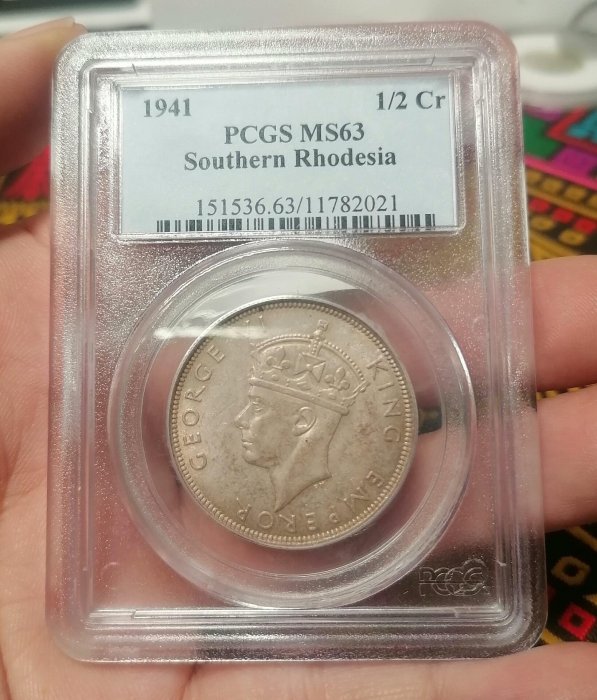 1941 1/2 Cr
PCGS MS63
Southern Rhodesia
151536.63/11782021
GEORGE VI KING EMPEROR
PCGS